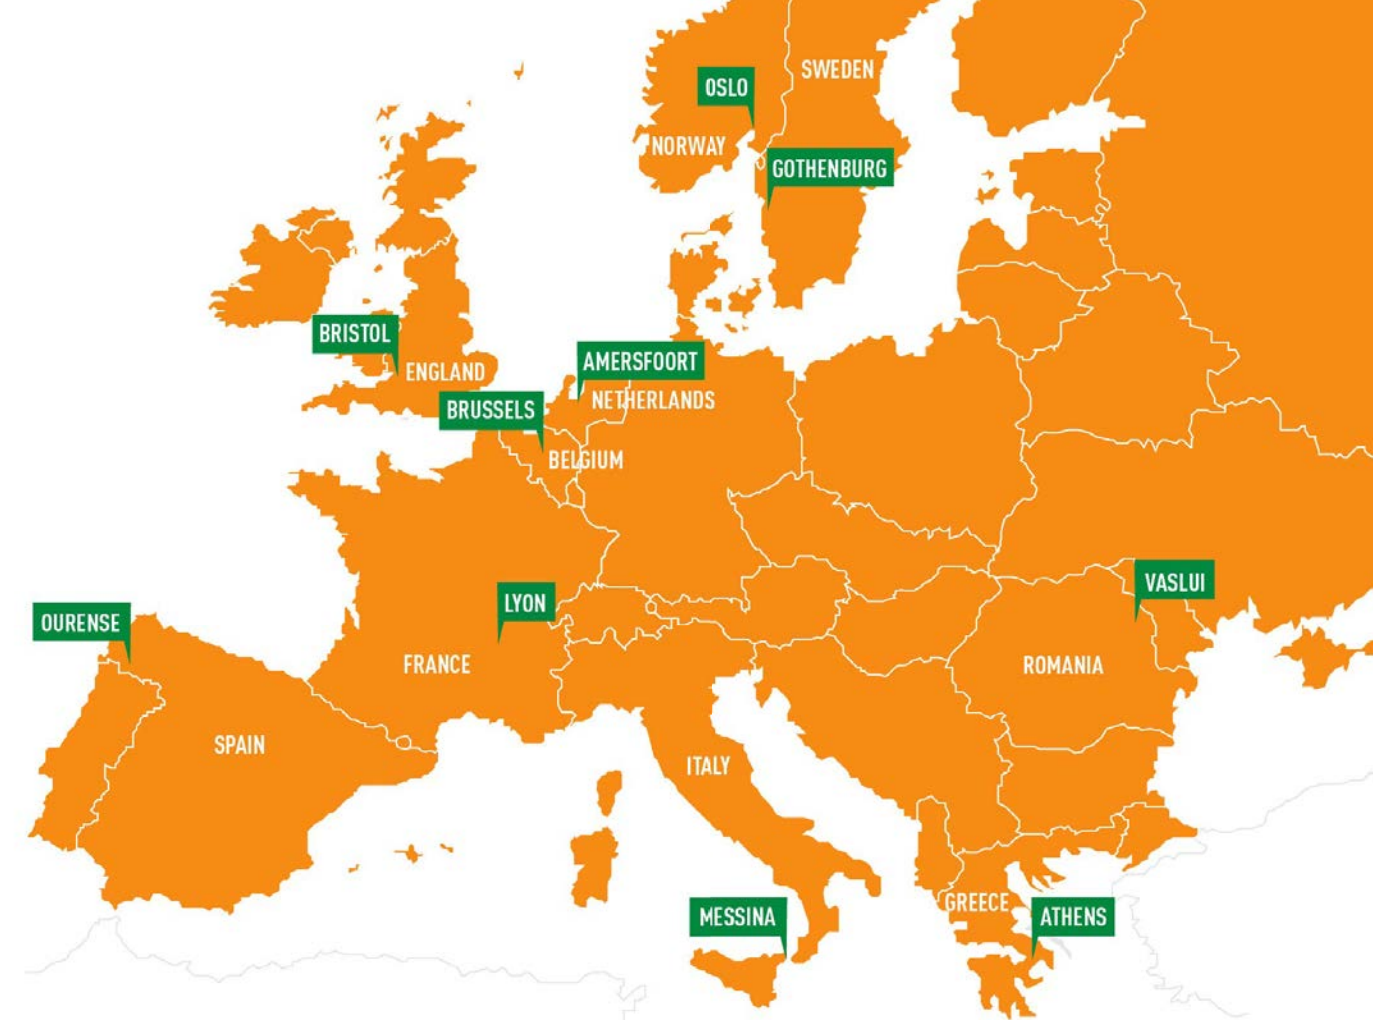 SWEDEN
OSLO
NORWAY
GOTHENBURG
BRISTOL
AMERSFOORT
ENGLAND
NETHERLANDS
BRUSSELS
BELGIUM
VASLUI
LYON
OURENSE
FRANCE
ROMANIA
SPAIN
ITALY
GREECE
MESSINA
ATHENS